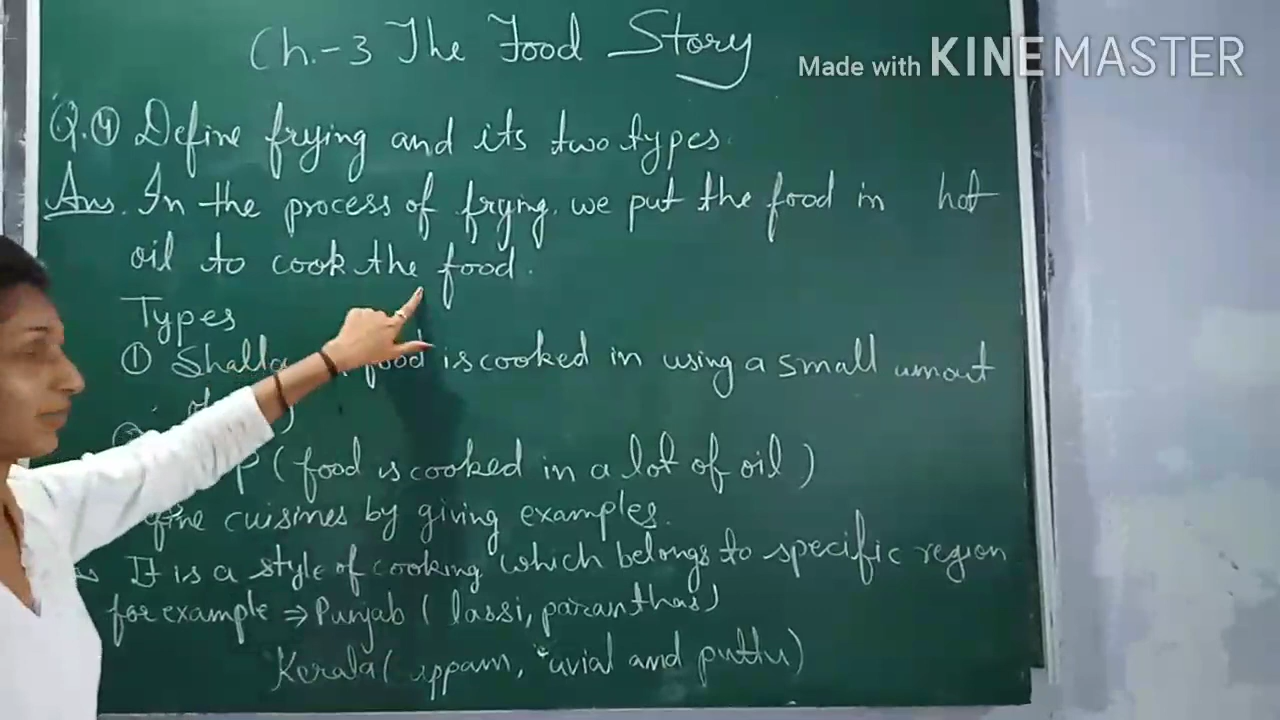 Ch.-3 The Food Story
Made with KINEMASTER
Q.④ Define frying and its two types.
Ans. In the process of frying, we put the food in hot
oil to cook the food.
Types
① food is cooked in using a small umout
(food is cooked in a lot of oil)
cuisines by giving examples.
It is a style of cooking which belongs to specific region
for example ⇒ Punjab (lassi, paranthas)
Kerala (appam, avial and puttu)